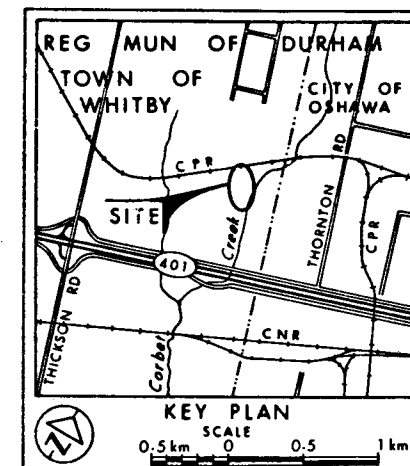 REG MUN OF DURHAM
TOWN OF WHITBY
CITY OF OSHAWA
CPR
SITE
THORNTON RD
CPR
Creek
401
THICKSON RD
CNR
Corbet
N
KEY PLAN
SCALE
0.5 km 0 0.5 1 km